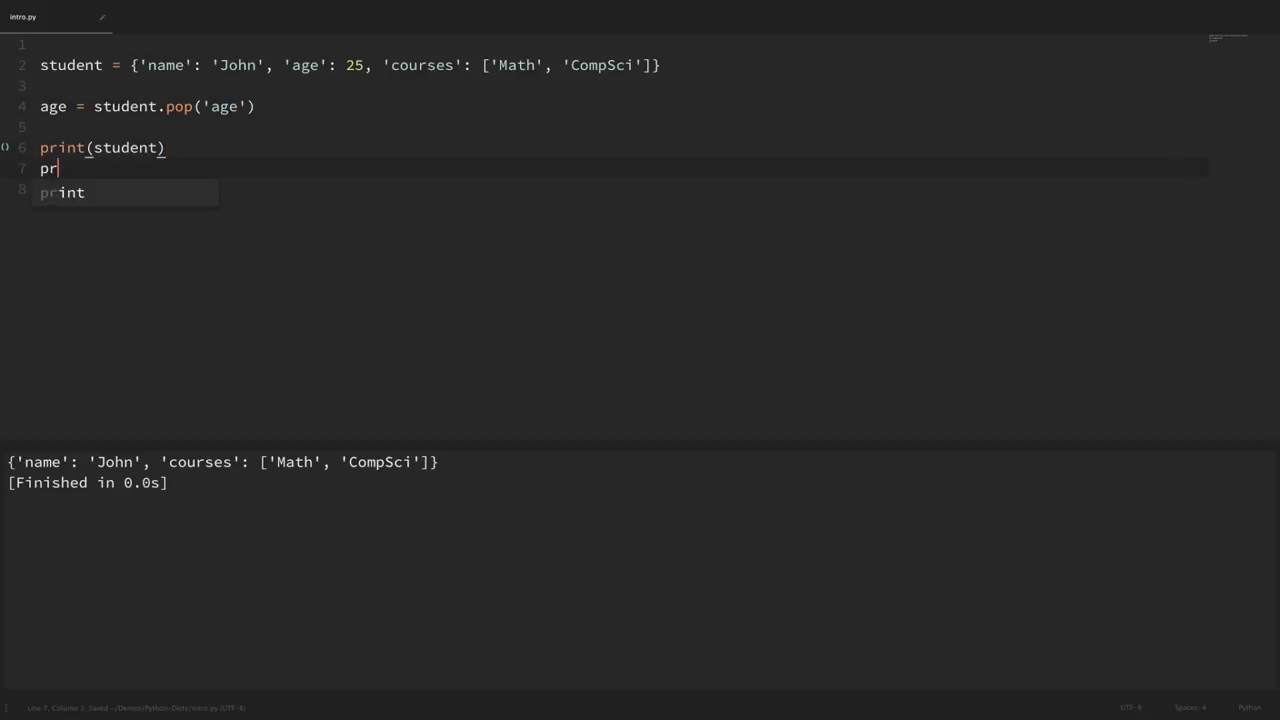 intro.py
1
2 student = {'name': 'John', 'age': 25, 'courses': ['Math', 'CompSci']}
3
4 age = student.pop('age')
5
6 print(student)
7 pr
print
8
{'name': 'John', 'courses': ['Math', 'CompSci']}
[Finished in 0.0s]
Line 7, Column 2, Saved ~/Demos/Python-Dicts/intro.py (UTF-8) UTF-8 Spaces: 4 Python